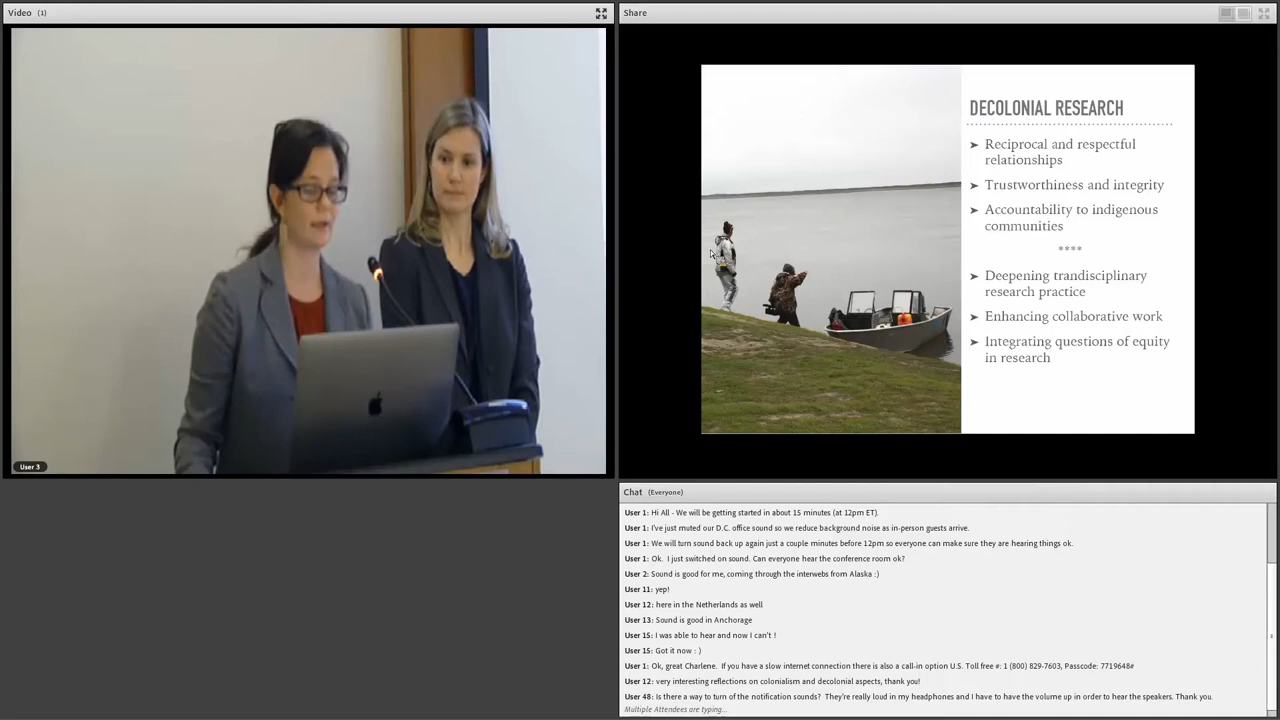 Video (1)
Share
User 3
DECOLONIAL RESEARCH
➤ Reciprocal and respectful
relationships
➤ Trustworthiness and integrity
➤ Accountability to indigenous
communities
****
➤ Deepening trandisciplinary
research practice
➤ Enhancing collaborative work
➤ Integrating questions of equity
in research
Chat (Everyone)
User 1: Hi All - We will be getting started in about 15 minutes (at 12pm ET).
User 1: I've just muted our D.C. office sound so we reduce background noise as in-person guests arrive.
User 1: We will turn sound back up again just a couple minutes before 12pm so everyone can make sure they are hearing things ok.
User 1: Ok. I just switched on sound. Can everyone hear the conference room ok?
User 2: Sound is good for me, coming through the interwebs from Alaska :)
User 11: yep!
User 12: here in the Netherlands as well
User 13: Sound is good in Anchorage
User 15: I was able to hear and now I can't !
User 15: Got it now : )
User 1: Ok, great Charlene. If you have a slow internet connection there is also a call-in option U.S. Toll free #: 1 (800) 829-7603, Passcode: 7719648#
User 12: very interesting reflections on colonialism and decolonial aspects, thank you!
User 48: Is there a way to turn of the notification sounds? They're really loud in my headphones and I have to have the volume up in order to hear the speakers. Thank you.
Multiple Attendees are typing...